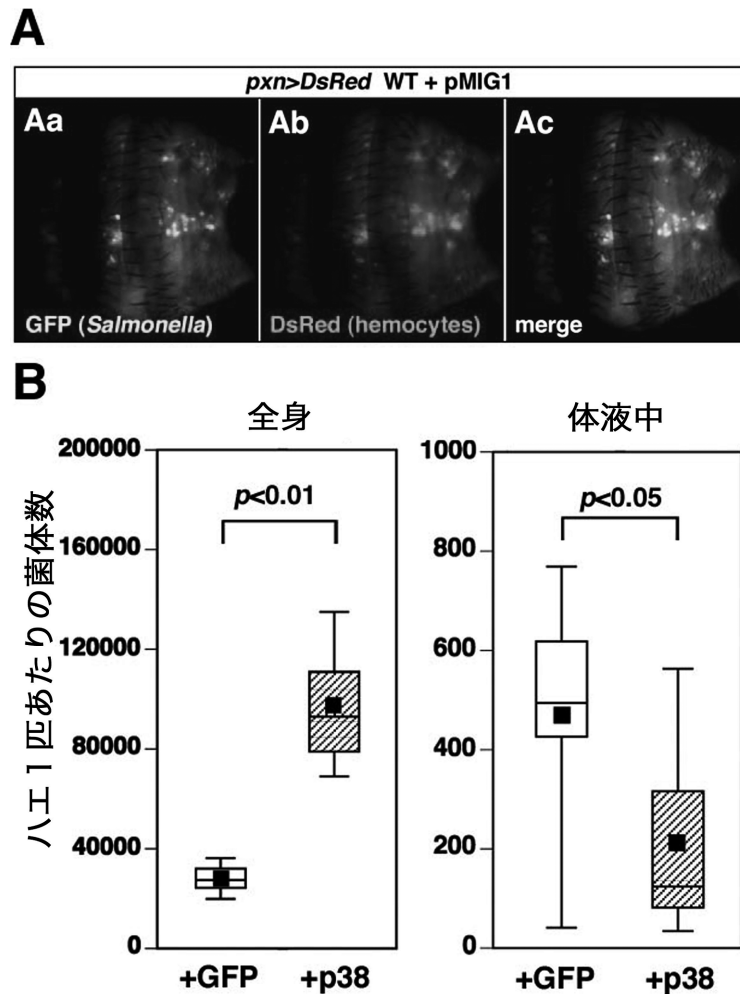 A
pxn>DsRed WT + pMIG1
Aa
Ab
Ac
GFP (Salmonella)
DsRed (hemocytes)
merge
B
全身
体液中
ハエ1匹あたりの菌体数
200000
160000
120000
80000
40000
0
p<0.01
+GFP
+p38
1000
800
600
400
200
0
p<0.05
+GFP
+p38